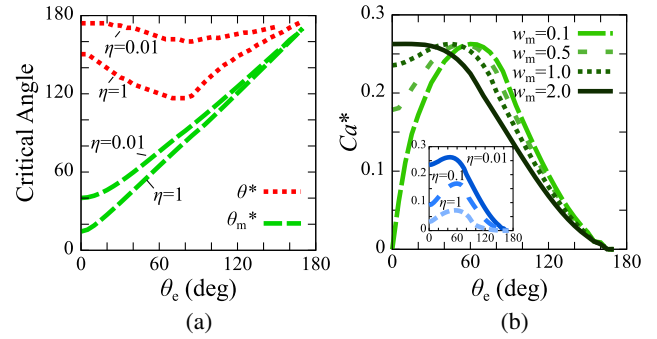 (a)
Critical Angle
180
120
60
0
η=0.01
η=1
η=0.01
η=1
θ*
θm*
0 60 120 180
θe (deg)
(a)
(b)
Ca*
0.3
0.2
0.1
0
wm=0.1
wm=0.5
wm=1.0
wm=2.0
0.3
0.2
0.1
0
η=0.01
η=0.1
η=1
0 60 120 180
0 60 120 180
θe (deg)
(b)